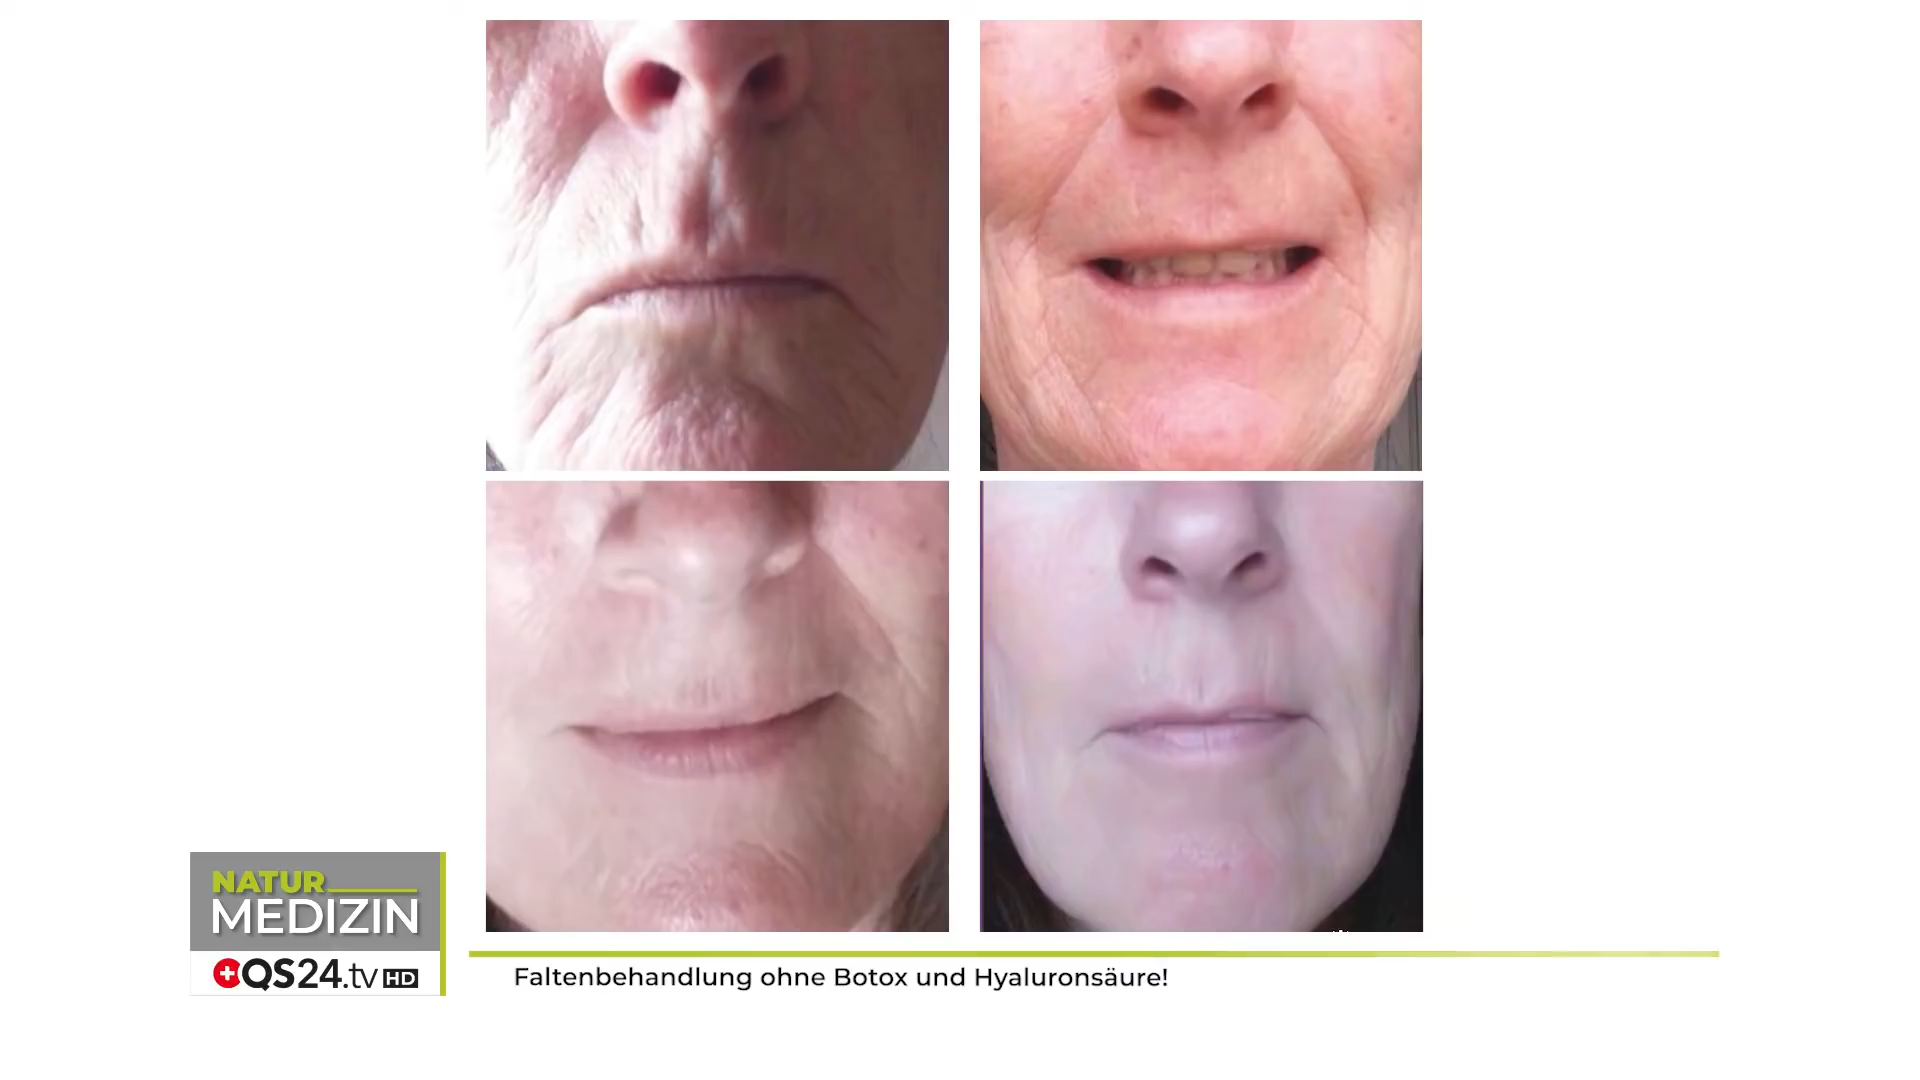 NATUR
MEDIZIN
QS24.tv HD
Faltenbehandlung ohne Botox und Hyaluronsäure!